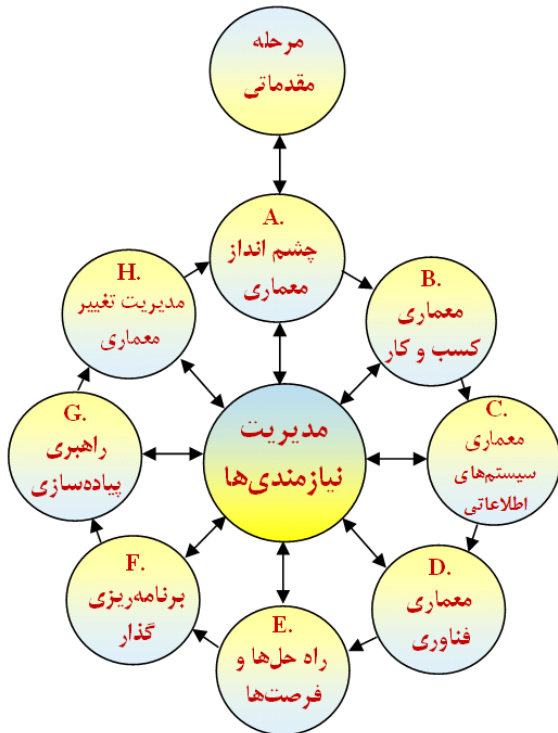 مرحله
مقدماتی
A.
چشم انداز
معماری
B.
معماری
کسب و کار
C.
معماری
سیستم‌های
اطلاعاتی
D.
معماری
فناوری
E.
راه حل‌ها و
فرصت‌ها
F.
برنامه‌ریزی
گذار
G.
راهبری
پیاده‌سازی
H.
مدیریت تغییر
معماری
مدیریت
نیازمندی‌ها